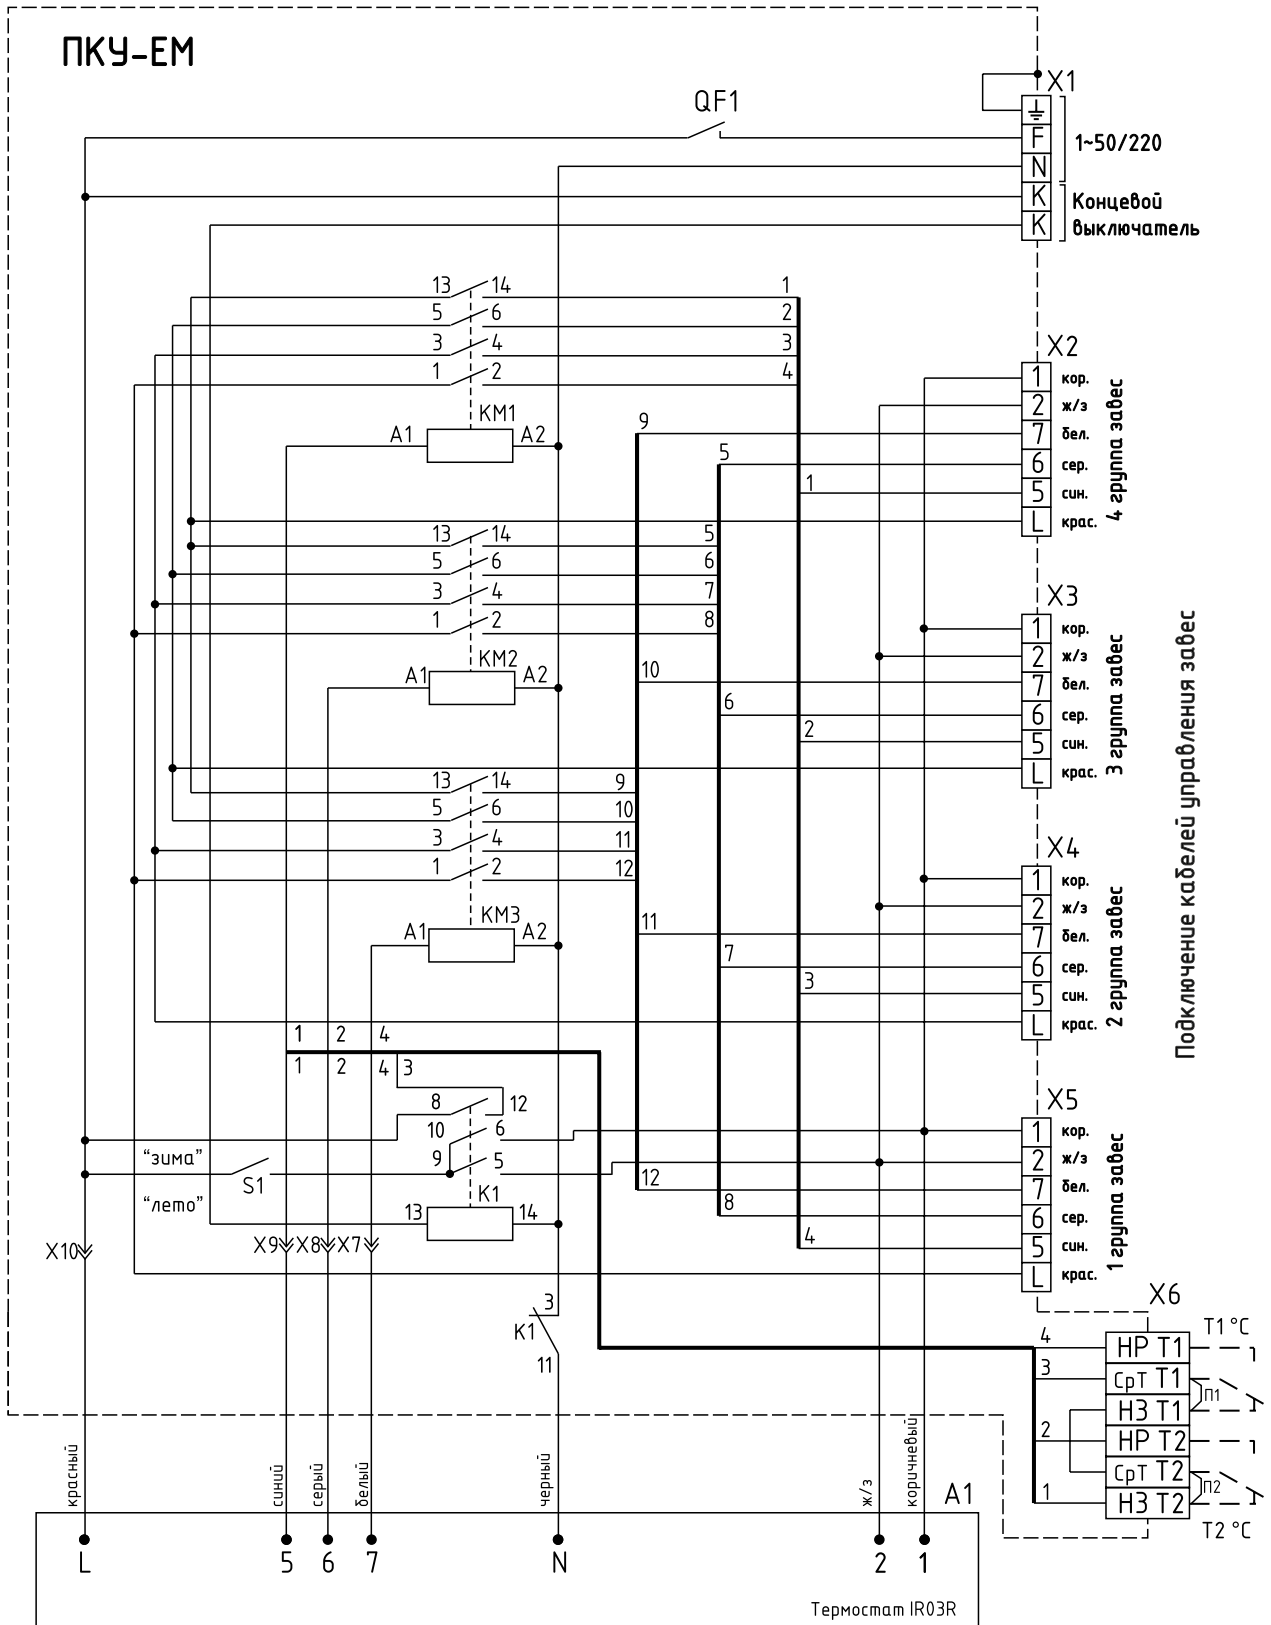 ПКУ-ЕМ
QF1
X1
F
N
K
K
1~50/220
Концевой
выключатель
13 14 1
5 6 2
3 4 3
1 2 4
KM1
A1 A2
X2
1 кор.
2 ж/з
7 бел.
6 сер.
5 син.
L крас.
4 группа завес
9
5
1
13 14 5
5 6 6
3 4 7
1 2 8
KM2
A1 A2
X3
1 кор.
2 ж/з
7 бел.
6 сер.
5 син.
L крас.
3 группа завес
10
6
2
Подключение кабелей управления завес
13 14 9
5 6 10
3 4 11
1 2 12
KM3
A1 A2
X4
1 кор.
2 ж/з
7 бел.
6 сер.
5 син.
L крас.
2 группа завес
11
7
3
1 2 4
1 2 4 3
8 12
10 6
9 5
"зима"
S1
"лето"
K1
13 14
X5
1 кор.
2 ж/з
7 бел.
6 сер.
5 син.
L крас.
1 группа завес
12
8
4
X10 X9 X8 X7
3
K1
11
X6
4 НР Т1
3 СрТ Т1
НЗ Т1
2 НР Т2
СрТ Т2
1 НЗ Т2
T1 °C
П1
П2
T2 °C
красный
синий
серый
белый
черный
ж/з
коричневый
A1
L 5 6 7 N 2 1
Термостат IR03R